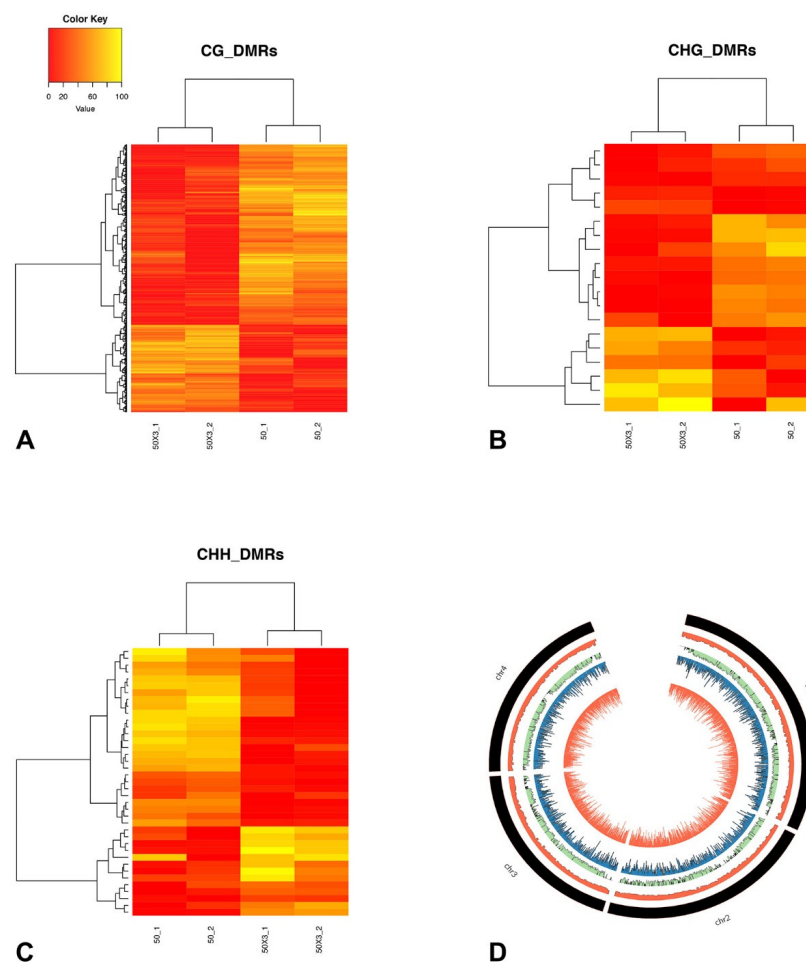 Color Key
0 20 60 100
Value
CG_DMRs
50X3_1 50X3_2 50_1 50_2
A
CHG_DMRs
50X3_1 50X3_2 50_1 50_2
B
CHH_DMRs
50_1 50_2 50X3_1 50X3_2
C
chr4
chr3
chr2
D